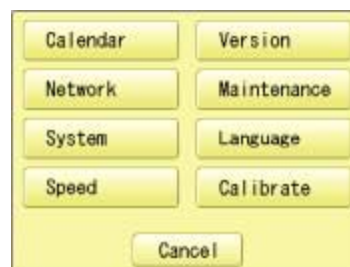 Calendar Version
Network Maintenance
System Language
Speed Calibrate
Cancel